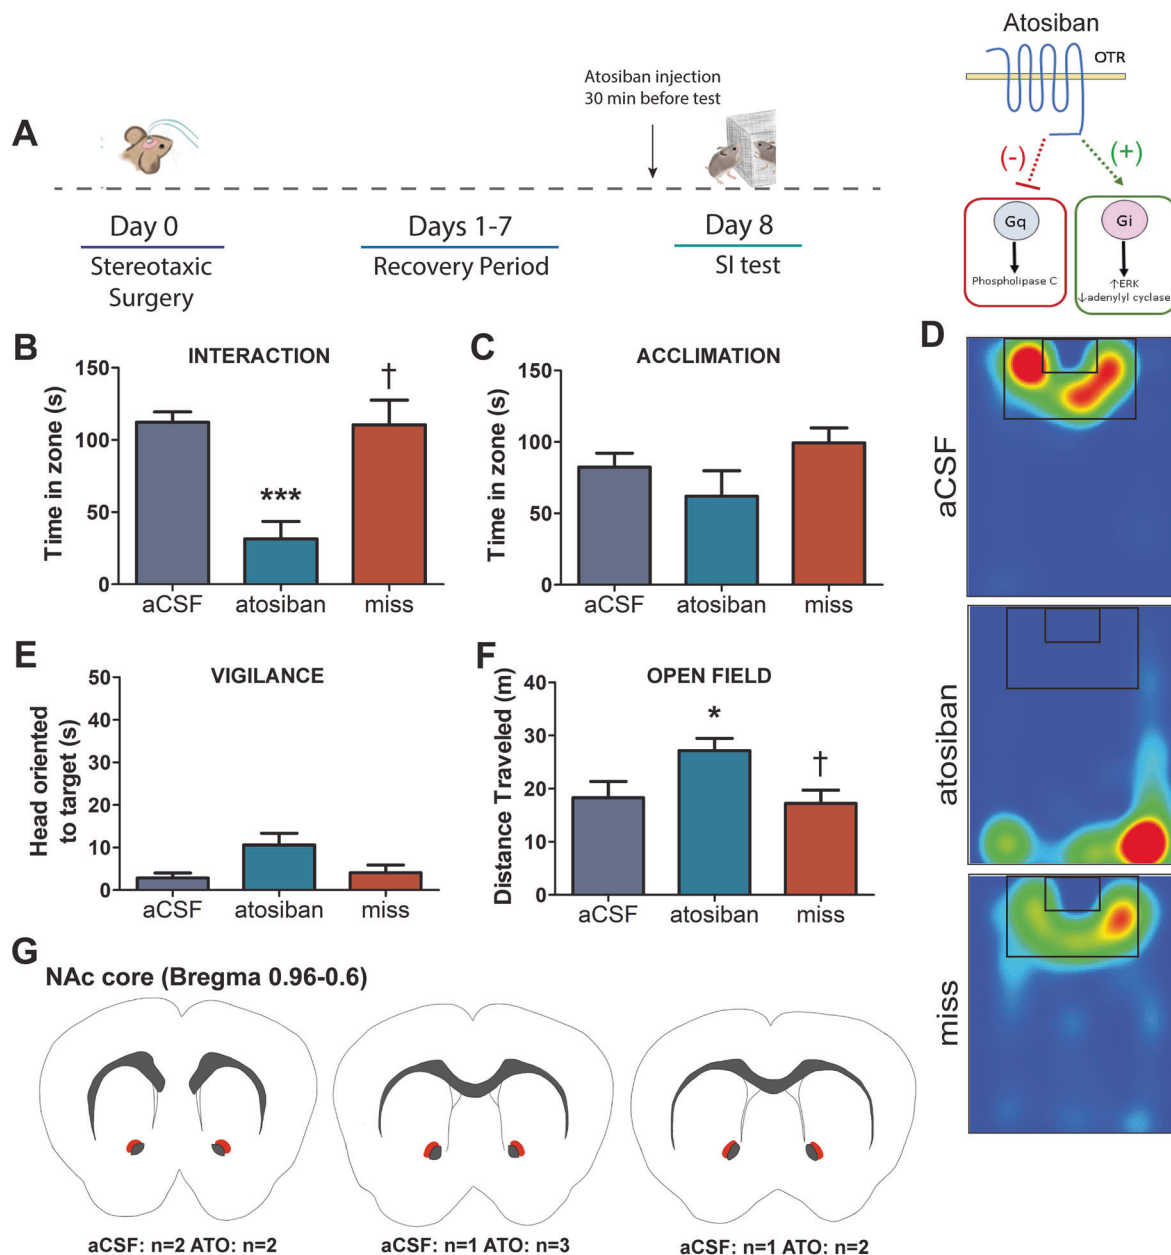 A
Atosiban injection
30 min before test
Day 0
Stereotaxic
Surgery
Days 1-7
Recovery Period
Day 8
SI test
Atosiban
OTR
(-)
(+)
Gq
Phospholipase C
Gi
↑ERK
↓adenylyl cyclase
B
INTERACTION
Time in zone (s)
150
100
50
0
***
†
aCSF
atosiban
miss
C
ACCLIMATION
Time in zone (s)
150
100
50
0
aCSF
atosiban
miss
D
aCSF
atosiban
miss
E
VIGILANCE
Head oriented
to target (s)
50
40
30
20
10
0
aCSF
atosiban
miss
F
OPEN FIELD
Distance Traveled (m)
40
30
20
10
0
*
†
aCSF
atosiban
miss
G
NAc core (Bregma 0.96-0.6)
aCSF: n=2 ATO: n=2
aCSF: n=1 ATO: n=3
aCSF: n=1 ATO: n=2